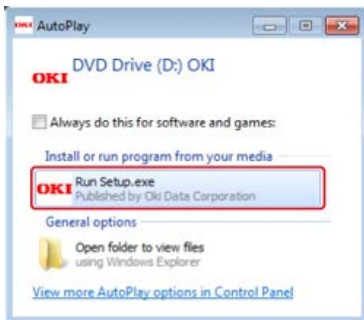 AutoPlay
DVD Drive (D:) OKI
OKI
Always do this for software and games:
Install or run program from your media
OKI
Run Setup.exe
Published by Oki Data Corporation
General options
Open folder to view files
using Windows Explorer
View more AutoPlay options in Control Panel